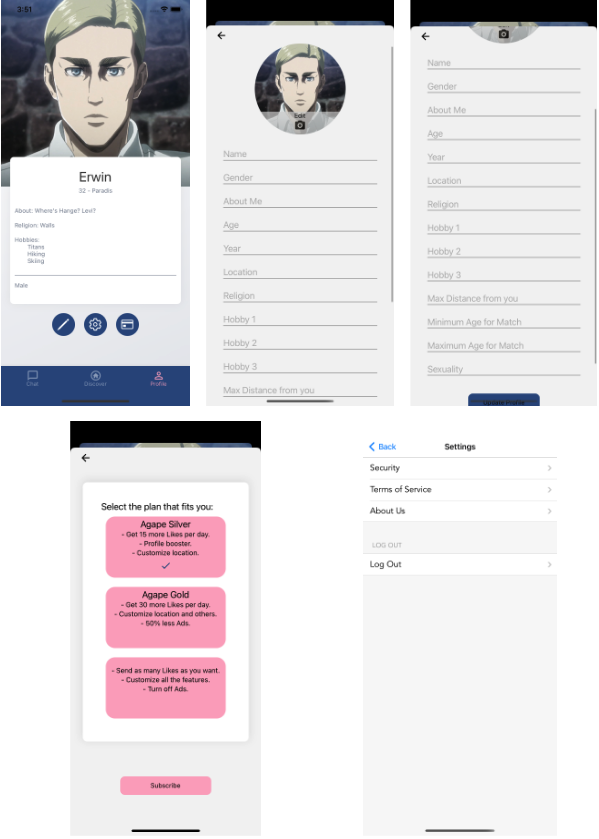 3:51
Erwin
32 - Paradis
About: Where's Hange? Levi?
Religion: Walls
Hobbies:
Titans
Hiking
Skiing
Male
Chat
Discover
Profile
Edit
Name
Gender
About Me
Age
Year
Location
Religion
Hobby 1
Hobby 2
Hobby 3
Max Distance from you
Name
Gender
About Me
Age
Year
Location
Religion
Hobby 1
Hobby 2
Hobby 3
Max Distance from you
Minimum Age for Match
Maximum Age for Match
Sexuality
Update Profile
Select the plan that fits you:
Agape Silver
- Get 15 more Likes per day.
- Profile booster.
- Customize location.
Agape Gold
- Get 30 more Likes per day.
- Customize location and others.
- 50% less Ads.
- Send as many Likes as you want.
- Customize all the features.
- Turn off Ads.
Subscribe
Back
Settings
Security
Terms of Service
About Us
LOG OUT
Log Out